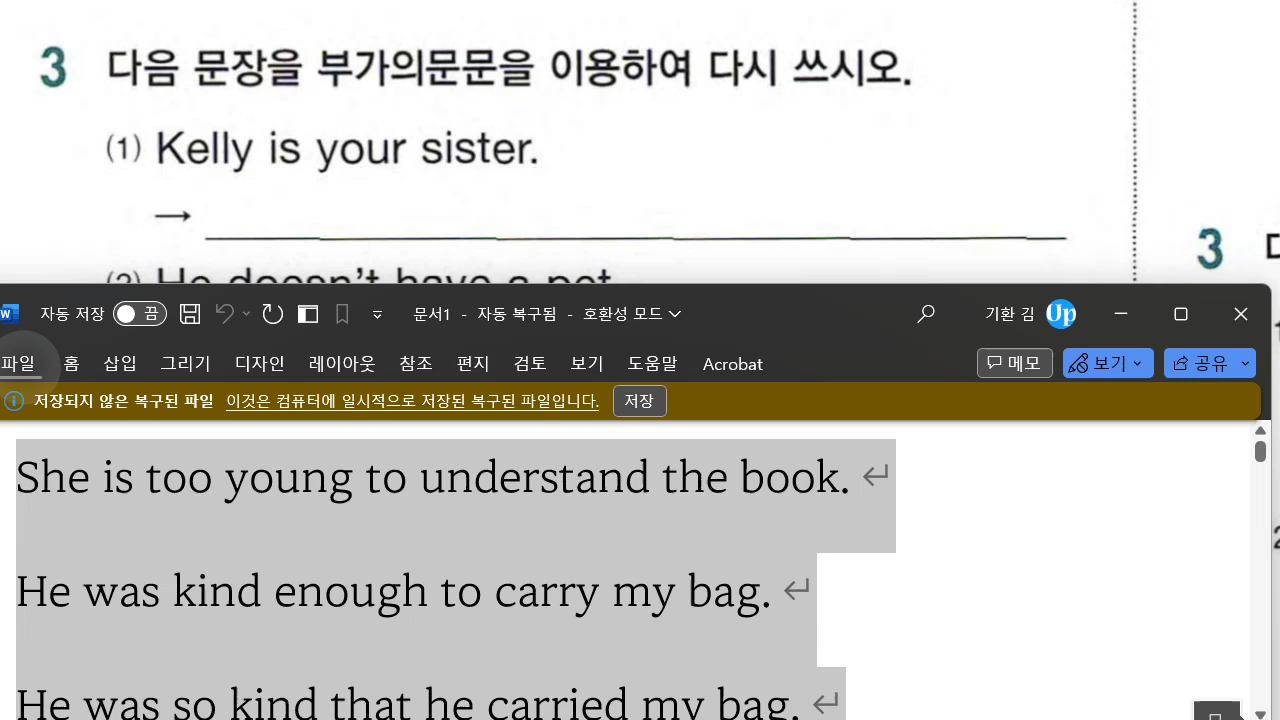 3 다음 문장을 부가의문문을 이용하여 다시 쓰시오.
(1) Kelly is your sister.
→
(2) He doesn't have a pet
3
자동 저장 끔 문서1 - 자동 복구됨 - 호환성 모드 기환 김 Up
파일 홈 삽입 그리기 디자인 레이아웃 참조 편지 검토 보기 도움말 Acrobat 메모 보기 공유
저장되지 않은 복구된 파일 이것은 컴퓨터에 일시적으로 저장된 복구된 파일입니다. 저장
She is too young to understand the book.
He was kind enough to carry my bag.
He was so kind that he carried my bag.